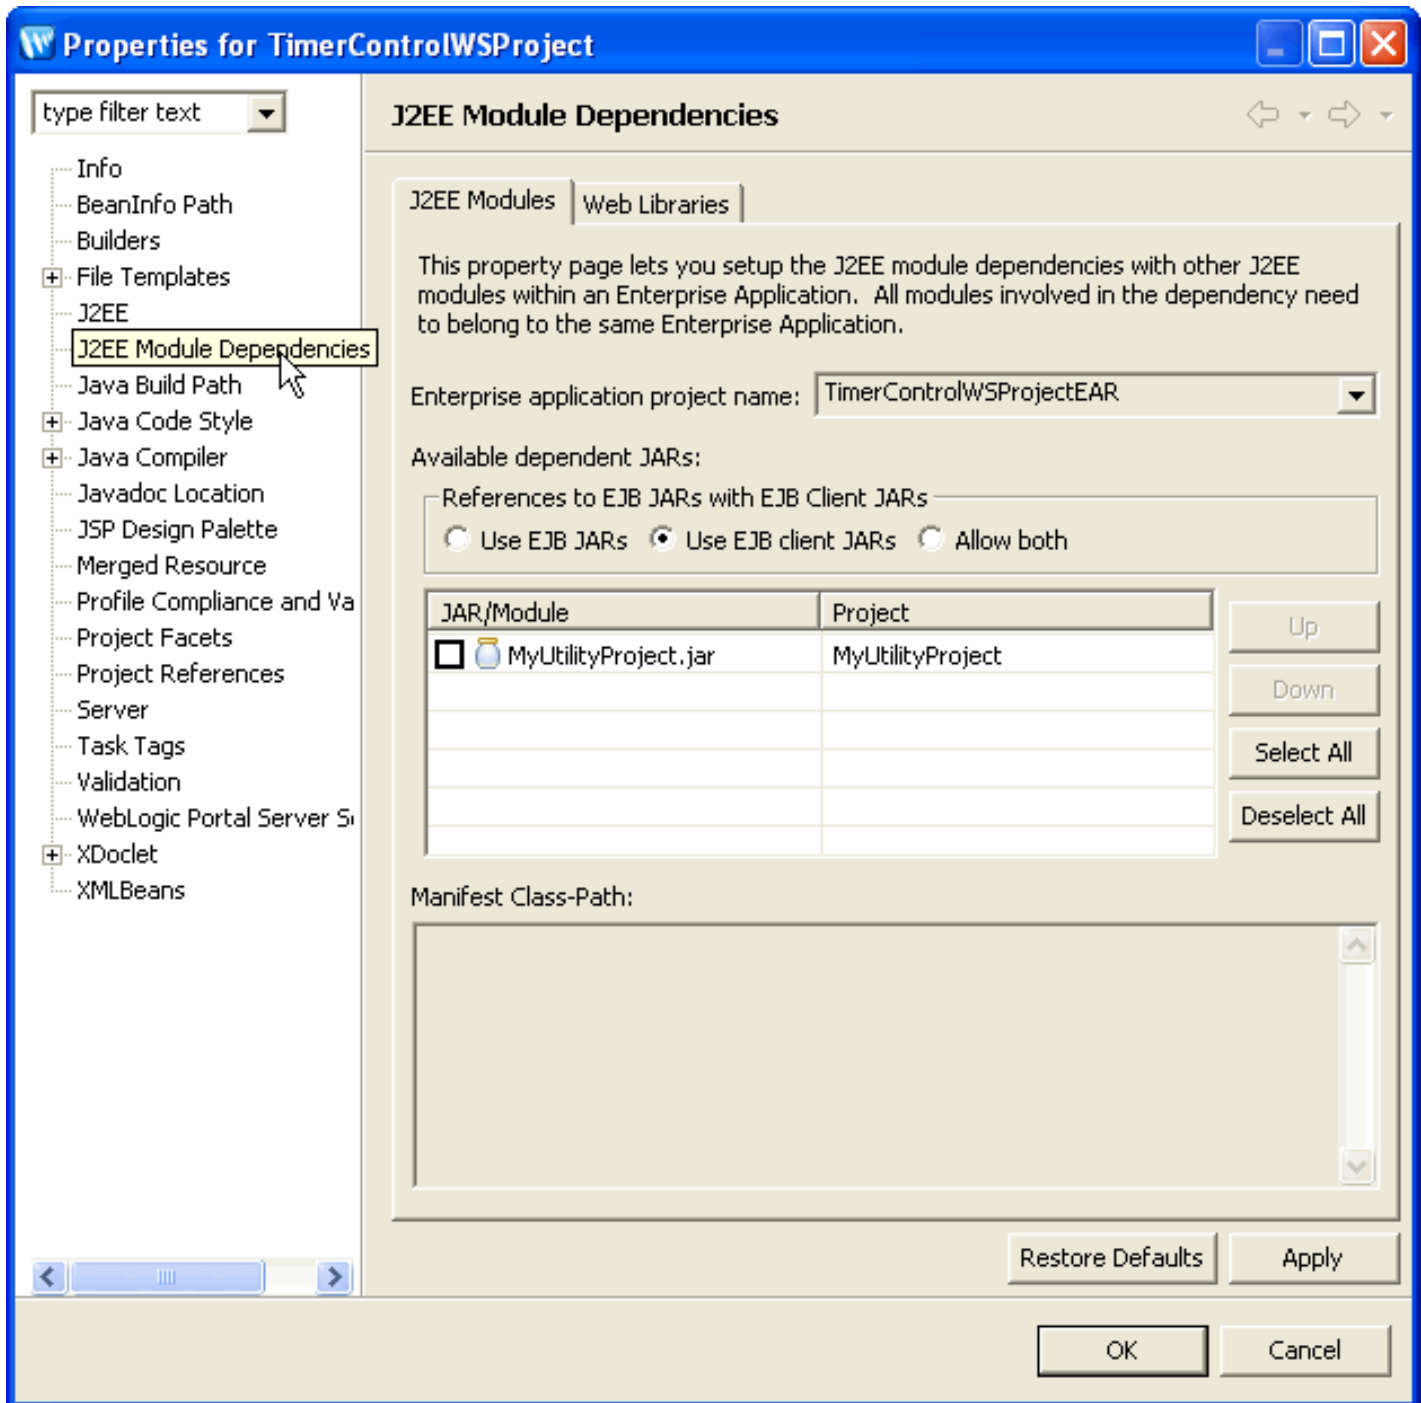 Properties for TimerControlWSProject
type filter text
Info
BeanInfo Path
Builders
File Templates
J2EE
J2EE Module Dependencies
Java Build Path
Java Code Style
Java Compiler
Javadoc Location
JSP Design Palette
Merged Resource
Profile Compliance and Va
Project Facets
Project References
Server
Task Tags
Validation
WebLogic Portal Server S
XDoclet
XMLBeans
J2EE Module Dependencies
J2EE Modules
Web Libraries
This property page lets you setup the J2EE module dependencies with other J2EE
modules within an Enterprise Application. All modules involved in the dependency need
to belong to the same Enterprise Application.
Enterprise application project name: TimerControlWSProjectEAR
Available dependent JARs:
References to EJB JARs with EJB Client JARs
Use EJB JARs Use EJB client JARs Allow both
JAR/Module Project
MyUtilityProject.jar MyUtilityProject
Up
Down
Select All
Deselect All
Manifest Class-Path:
Restore Defaults Apply
OK Cancel